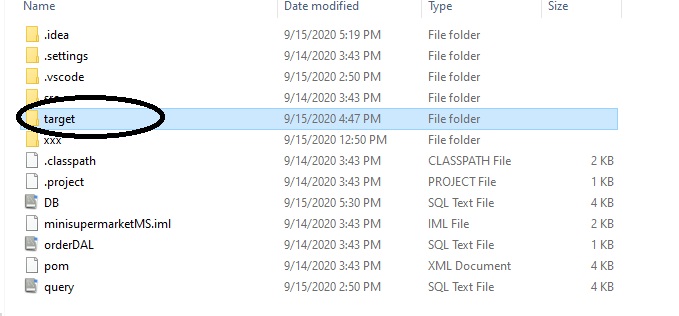 Name Date modified Type Size
.idea 9/15/2020 5:19 PM File folder
.settings 9/14/2020 3:43 PM File folder
.vscode 9/15/2020 2:50 PM File folder
src 9/14/2020 3:43 PM File folder
target 9/15/2020 4:47 PM File folder
xxx 9/15/2020 12:50 PM File folder
.classpath 9/14/2020 3:43 PM CLASSPATH File 2 KB
.project 9/14/2020 3:43 PM PROJECT File 1 KB
DB 9/15/2020 5:30 PM SQL Text File 4 KB
minisupermarketMS.iml 9/14/2020 3:43 PM IML File 2 KB
orderDAL 9/14/2020 3:43 PM SQL Text File 1 KB
pom 9/14/2020 3:43 PM XML Document 4 KB
query 9/15/2020 2:50 PM SQL Text File 4 KB